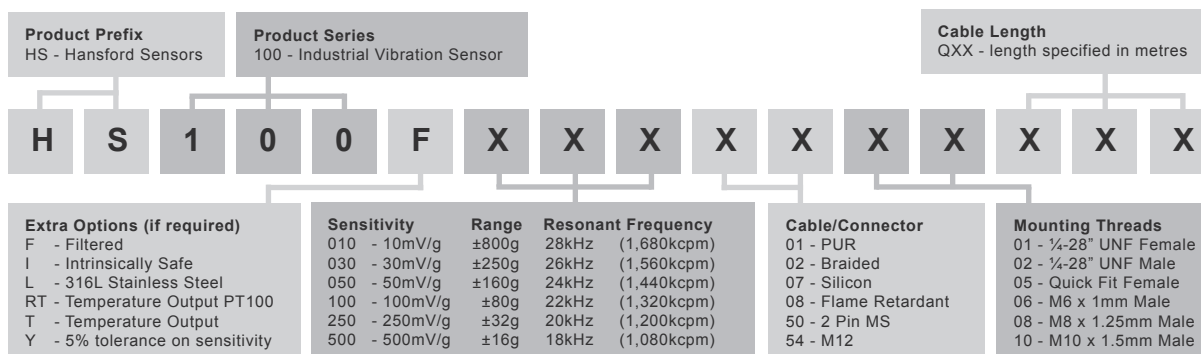 Product Prefix
HS - Hansford Sensors
Product Series
100 - Industrial Vibration Sensor
Cable Length
QXX - length specified in metres
H S 1 0 0 F X X X X X X X X X X
Extra Options (if required)
F - Filtered
I - Intrinsically Safe
L - 316L Stainless Steel
RT - Temperature Output PT100
T - Temperature Output
Y - 5% tolerance on sensitivity
Sensitivity Range Resonant Frequency
010 - 10mV/g ±800g 28kHz (1,680kcpm)
030 - 30mV/g ±250g 26kHz (1,560kcpm)
050 - 50mV/g ±160g 24kHz (1,440kcpm)
100 - 100mV/g ±80g 22kHz (1,320kcpm)
250 - 250mV/g ±32g 20kHz (1,200kcpm)
500 - 500mV/g ±16g 18kHz (1,080kcpm)
Cable/Connector
01 - PUR
02 - Braided
07 - Silicon
08 - Flame Retardant
50 - 2 Pin MS
54 - M12
Mounting Threads
01 - ¼-28” UNF Female
02 - ¼-28” UNF Male
05 - Quick Fit Female
06 - M6 x 1mm Male
08 - M8 x 1.25mm Male
10 - M10 x 1.5mm Male